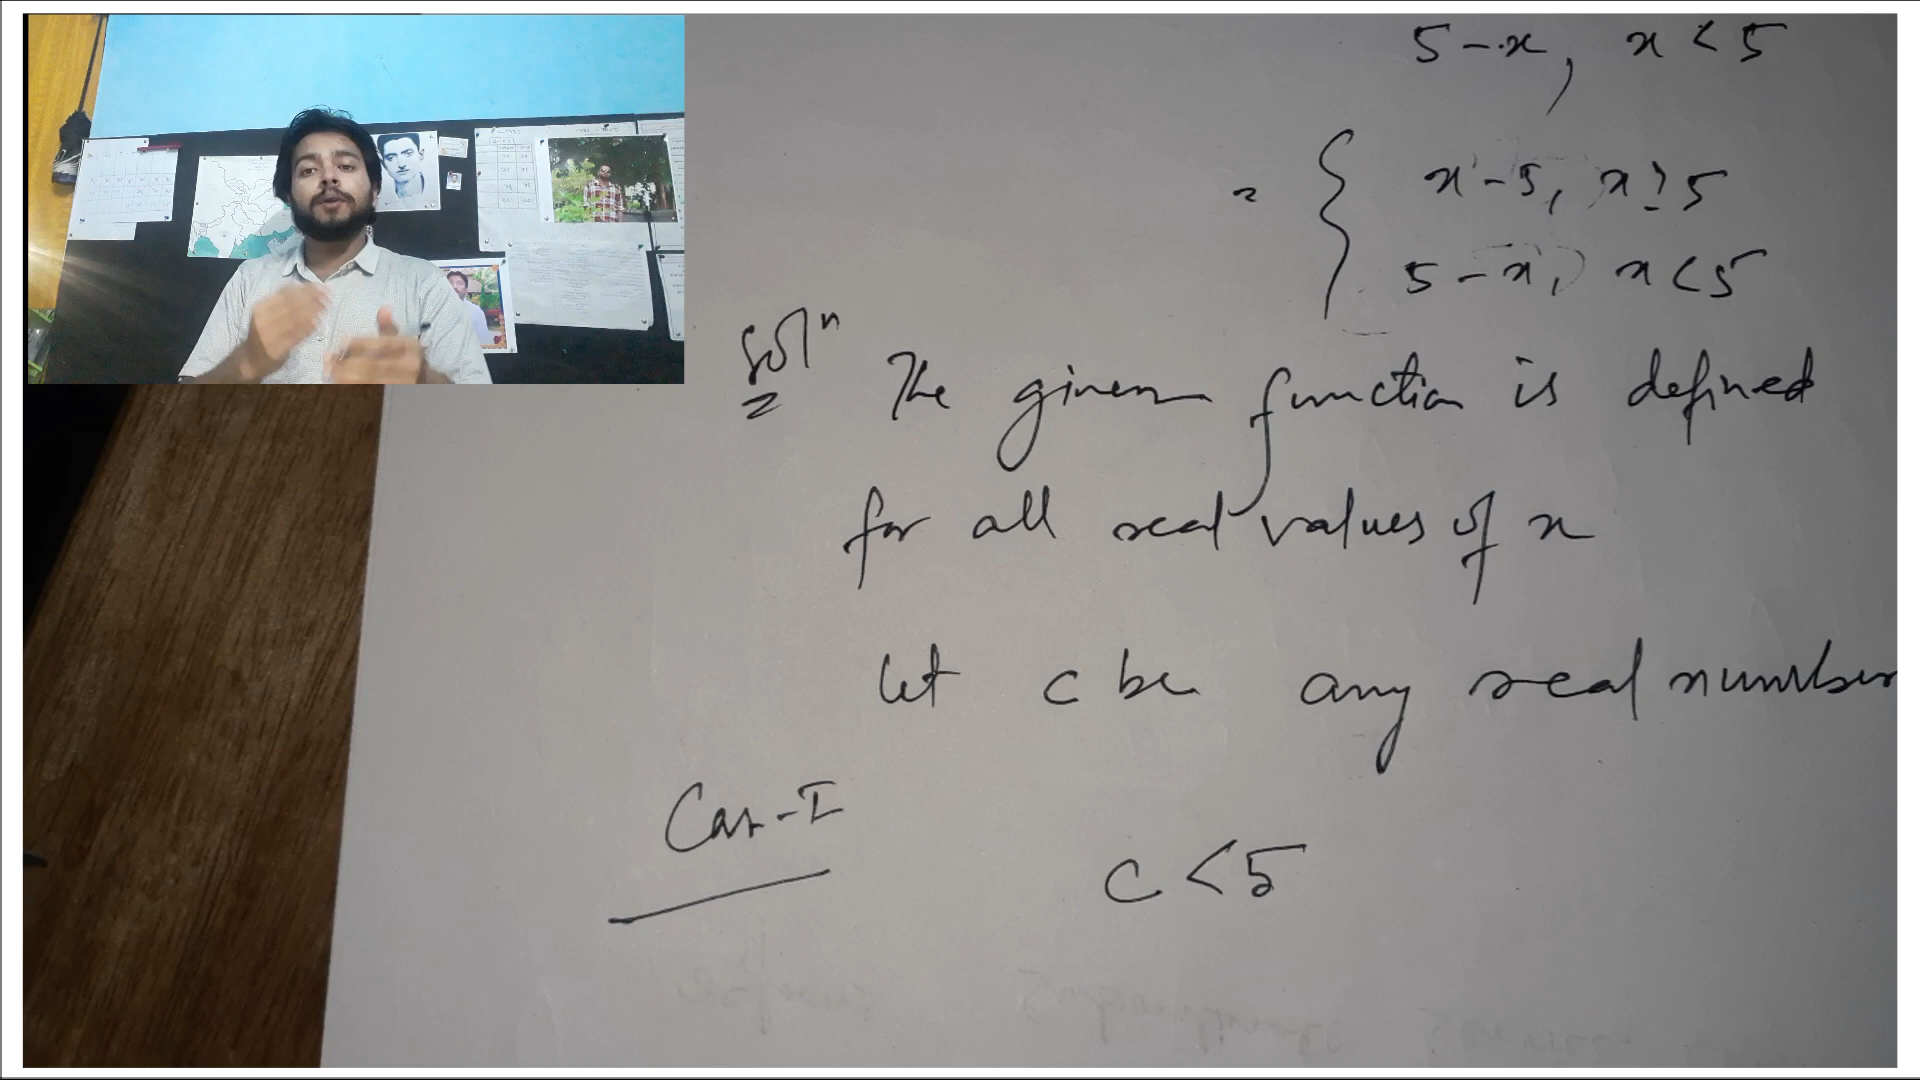 5-x, x < 5
= { x-5, x ≥ 5
5-x, x < 5
Solⁿ The given function is defined
for all real values of x
let c be any real number
Case-I c < 5